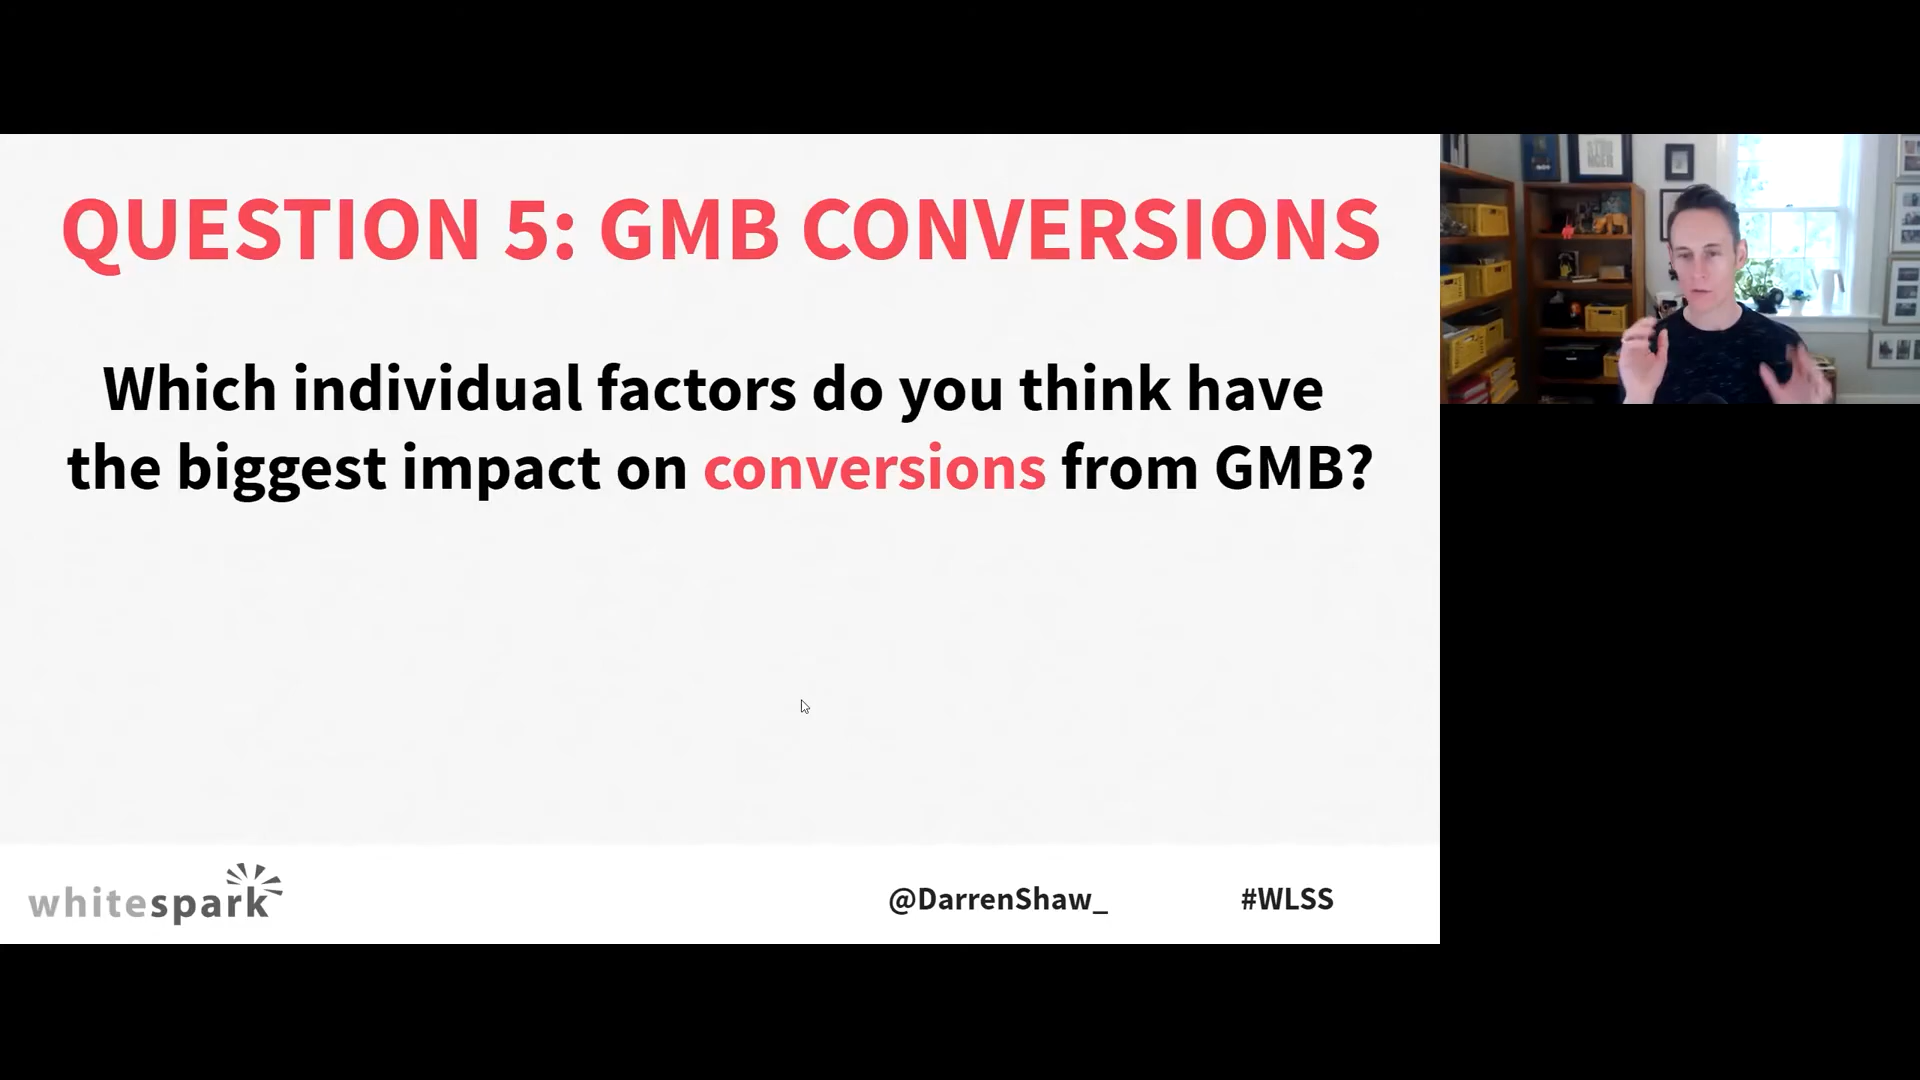 QUESTION 5: GMB CONVERSIONS
Which individual factors do you think have
the biggest impact on conversions from GMB?
whitespark
@DarrenShaw_
#WLSS